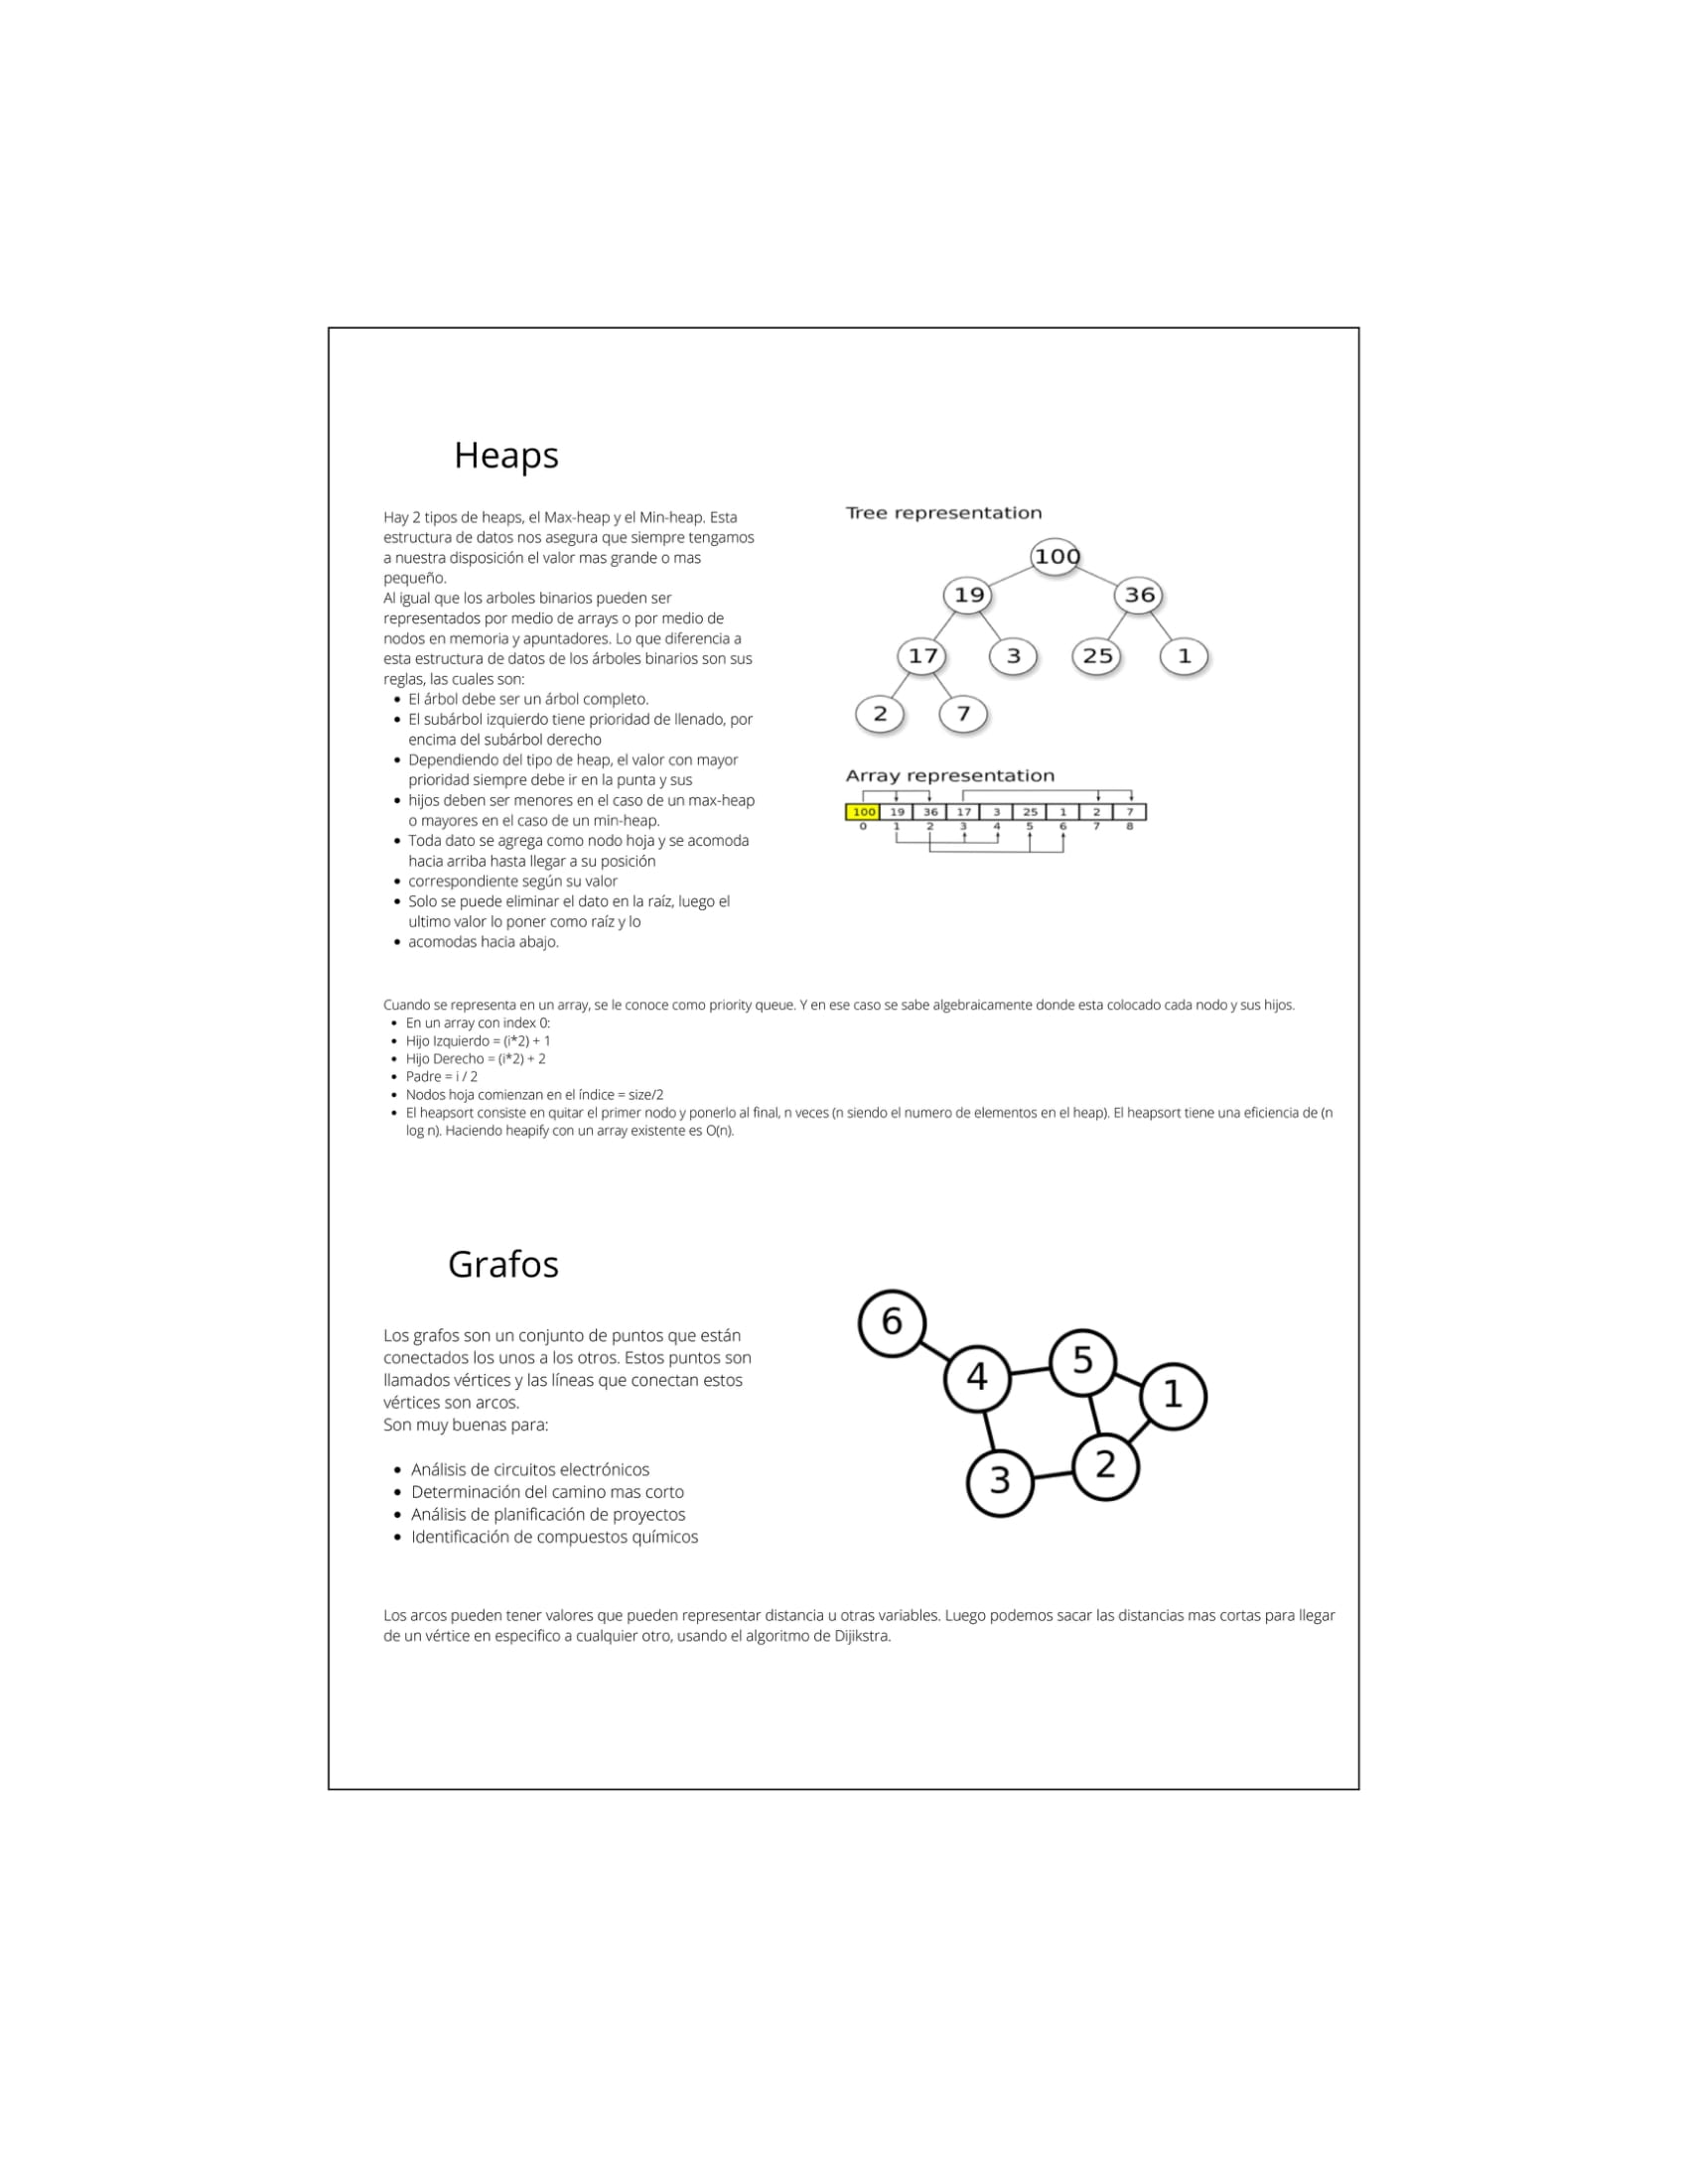 Heaps
Hay 2 tipos de heaps, el Max-heap y el Min-heap. Esta
estructura de datos nos asegura que siempre tengamos
a nuestra disposición el valor mas grande o mas
pequeño.
Al igual que los arboles binarios pueden ser
representados por medio de arrays o por medio de
nodos en memoria y apuntadores. Lo que diferencia a
esta estructura de datos de los árboles binarios son sus
reglas, las cuales son:
• El árbol debe ser un árbol completo.
• El subárbol izquierdo tiene prioridad de llenado, por
encima del subárbol derecho
• Dependiendo del tipo de heap, el valor con mayor
prioridad siempre debe ir en la punta y sus
• hijos deben ser menores en el caso de un max-heap
o mayores en el caso de un min-heap.
• Toda dato se agrega como nodo hoja y se acomoda
hacia arriba hasta llegar a su posición
• correspondiente según su valor
• Solo se puede eliminar el dato en la raíz, luego el
ultimo valor lo poner como raíz y lo
• acomodas hacia abajo.
Tree representation
100
19 36
17 3 25 1
2 7
Array representation
100 19 36 17 3 25 1 2 7
0 1 2 3 4 5 6 7 8
Cuando se representa en un array, se le conoce como priority queue. Y en ese caso se sabe algebraicamente donde esta colocado cada nodo y sus hijos.
• En un array con index 0:
• Hijo Izquierdo = (i*2) + 1
• Hijo Derecho = (i*2) + 2
• Padre = i / 2
• Nodos hoja comienzan en el índice = size/2
• El heapsort consiste en quitar el primer nodo y ponerlo al final, n veces (n siendo el numero de elementos en el heap). El heapsort tiene una eficiencia de (n
log n). Haciendo heapify con un array existente es O(n).
Grafos
Los grafos son un conjunto de puntos que están
conectados los unos a los otros. Estos puntos son
llamados vértices y las líneas que conectan estos
vértices son arcos.
Son muy buenas para:
• Análisis de circuitos electrónicos
• Determinación del camino mas corto
• Análisis de planificación de proyectos
• Identificación de compuestos químicos
6
4 5
1
3 2
Los arcos pueden tener valores que pueden representar distancia u otras variables. Luego podemos sacar las distancias mas cortas para llegar
de un vértice en especifico a cualquier otro, usando el algoritmo de Dijikstra.